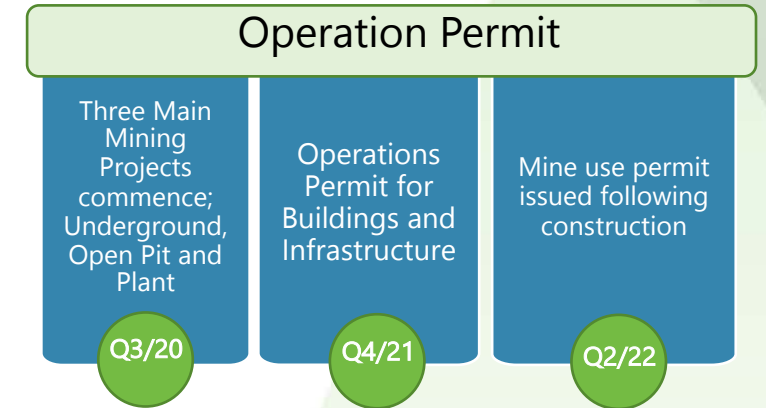 Operation Permit
Three Main
Mining
Projects
commence;
Underground,
Open Pit and
Plant
Q3/20
Operations
Permit for
Buildings and
Infrastructure
Q4/21
Mine use permit
issued following
construction
Q2/22